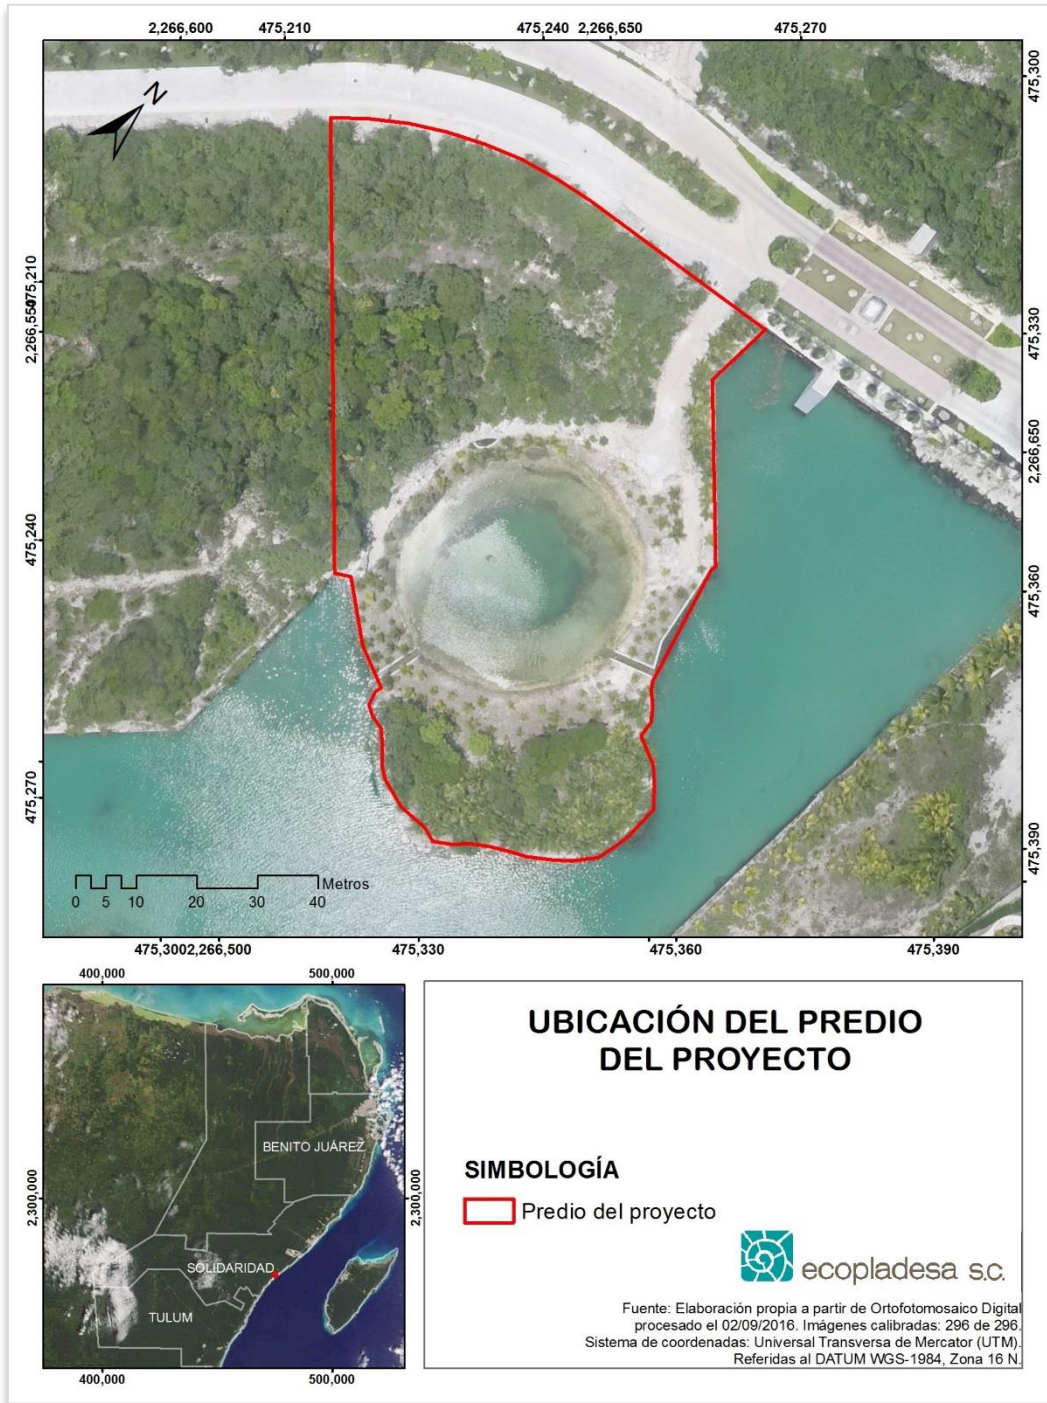 2,266,600 475,210 475,240 2,266,650 475,270
475,300
N
475,210
2,266,550
475,330
2,266,650
475,240
475,360
475,270
475,390
Metros
0 5 10 20 30 40
475,300 2,266,500 475,330 475,360 475,390
400,000 500,000
UBICACIÓN DEL PREDIO
DEL PROYECTO
BENITO JUÁREZ
SIMBOLOGÍA
2,300,000
2,300,000
Predio del proyecto
SOLIDARIDAD
ecopladesa s.c.
TULUM
Fuente: Elaboración propia a partir de Ortofotomosaico Digital
procesado el 02/09/2016. Imágenes calibradas: 296 de 296.
Sistema de coordenadas: Universal Transversa de Mercator (UTM).
Referidas al DATUM WGS-1984, Zona 16 N.
400,000 500,000